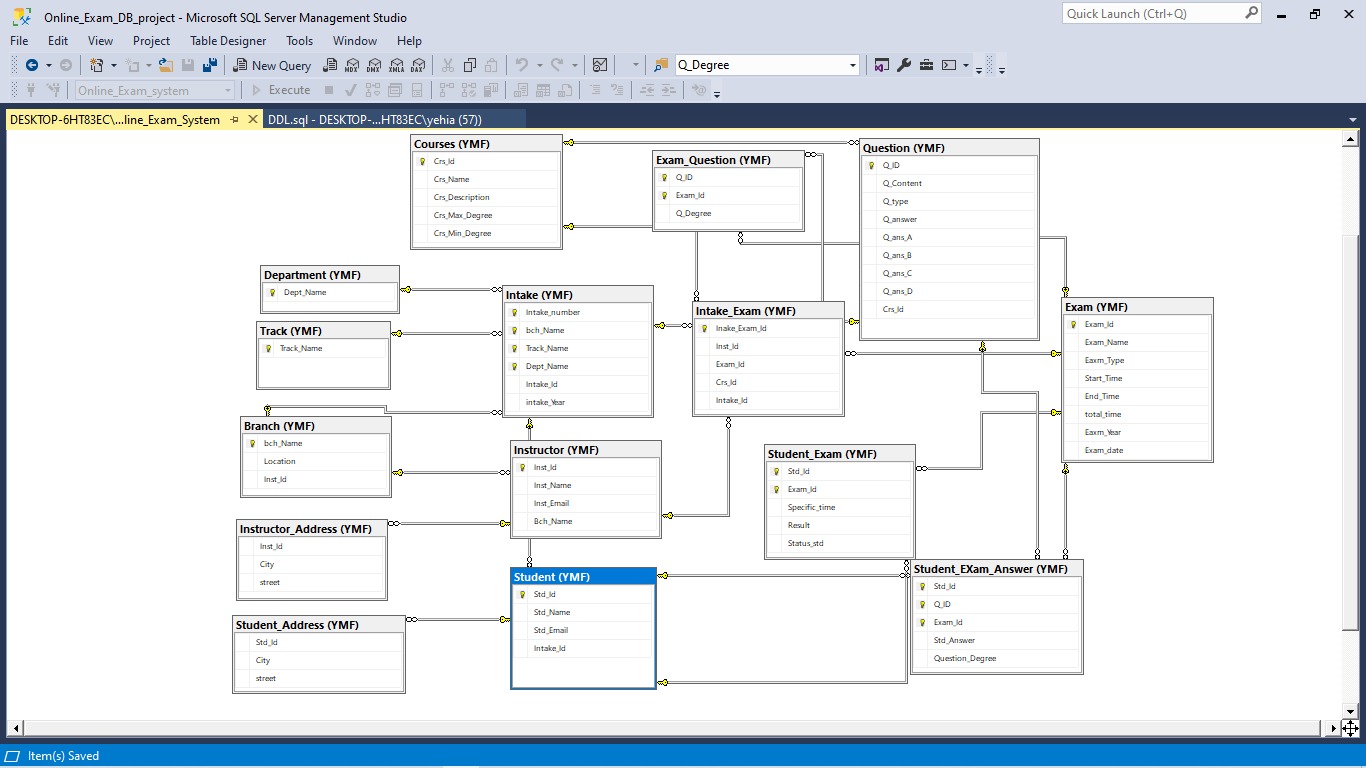 Online_Exam_DB_project - Microsoft SQL Server Management Studio
Quick Launch (Ctrl+Q)
File Edit View Project Table Designer Tools Window Help
New Query
MDX DMX XMLA DAX
Q_Degree
Online_Exam_system
Execute
DESKTOP-6HT83EC\...line_Exam_System
DDL.sql - DESKTOP-...HT83EC\yehia (57))
Courses (YMF)
Crs_Id
Crs_Name
Crs_Description
Crs_Max_Degree
Crs_Min_Degree
Exam_Question (YMF)
Q_ID
Exam_Id
Q_Degree
Question (YMF)
Q_ID
Q_Content
Q_type
Q_answer
Q_ans_A
Q_ans_B
Q_ans_C
Q_ans_D
Crs_Id
Department (YMF)
Dept_Name
Track (YMF)
Track_Name
Intake (YMF)
Intake_number
bch_Name
Track_Name
Dept_Name
Intake_Id
intake_Year
Intake_Exam (YMF)
Inake_Exam_Id
Inst_Id
Exam_Id
Crs_Id
Intake_Id
Exam (YMF)
Exam_Id
Exam_Name
Eaxm_Type
Start_Time
End_Time
total_time
Eaxm_Year
Exam_date
Branch (YMF)
bch_Name
Location
Inst_Id
Instructor (YMF)
Inst_Id
Inst_Name
Inst_Email
Bch_Name
Student_Exam (YMF)
Std_Id
Exam_Id
Specific_time
Result
Status_std
Instructor_Address (YMF)
Inst_Id
City
street
Student (YMF)
Std_Id
Std_Name
Std_Email
Intake_Id
Student_EXam_Answer (YMF)
Std_Id
Q_ID
Exam_Id
Std_Answer
Question_Degree
Student_Address (YMF)
Std_Id
City
street
Item(s) Saved